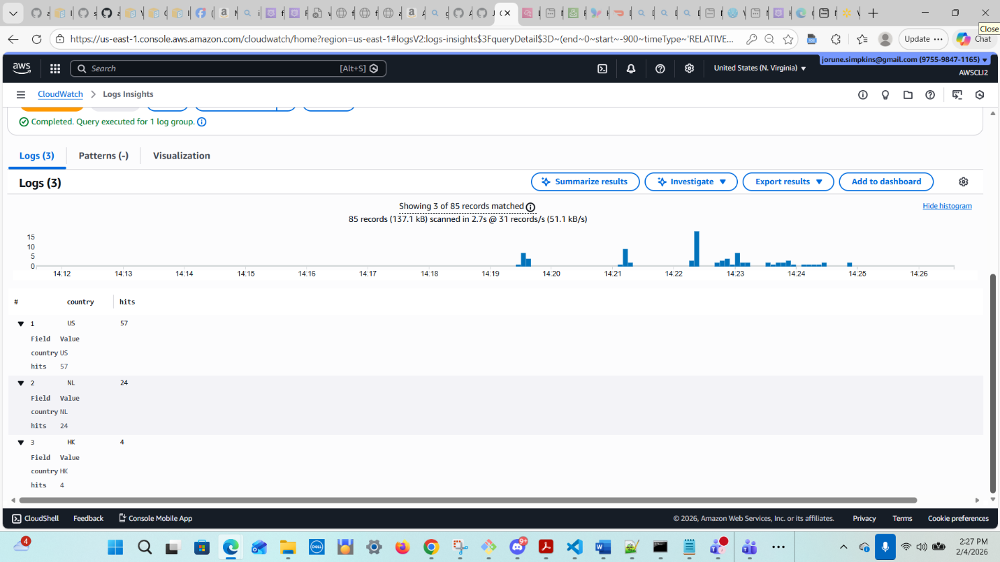 https://us-east-1.console.aws.amazon.com/cloudwatch/home?region=us-east-1#logsV2:logs-insights$3FqueryDetail$3D~(end~0~start~-900~timeType~'RELATIVE...
Update
Chat
Close
aws
Search
[Alt+S]
United States (N. Virginia)
jorune.simpkins@gmail.com (9755-9847-1165)
AWSCLI2
CloudWatch
Logs Insights
Completed. Query executed for 1 log group.
Logs (3)
Patterns (-)
Visualization
Logs (3)
Summarize results
Investigate
Export results
Add to dashboard
Showing 3 of 85 records matched
Hide histogram
85 records (137.1 kB) scanned in 2.7s @ 31 records/s (51.1 kB/s)
15
10
5
0
14:12 14:13 14:14 14:15 14:16 14:17 14:18 14:19 14:20 14:21 14:22 14:23 14:24 14:25 14:26
# country hits
1 US 57
Field Value
country US
hits 57
2 NL 24
Field Value
country NL
hits 24
3 HK 4
Field Value
country HK
hits 4
CloudShell
Feedback
Console Mobile App
© 2026, Amazon Web Services, Inc. or its affiliates.
Privacy
Terms
Cookie preferences
4
DELL
9+
2:27 PM
2/4/2026